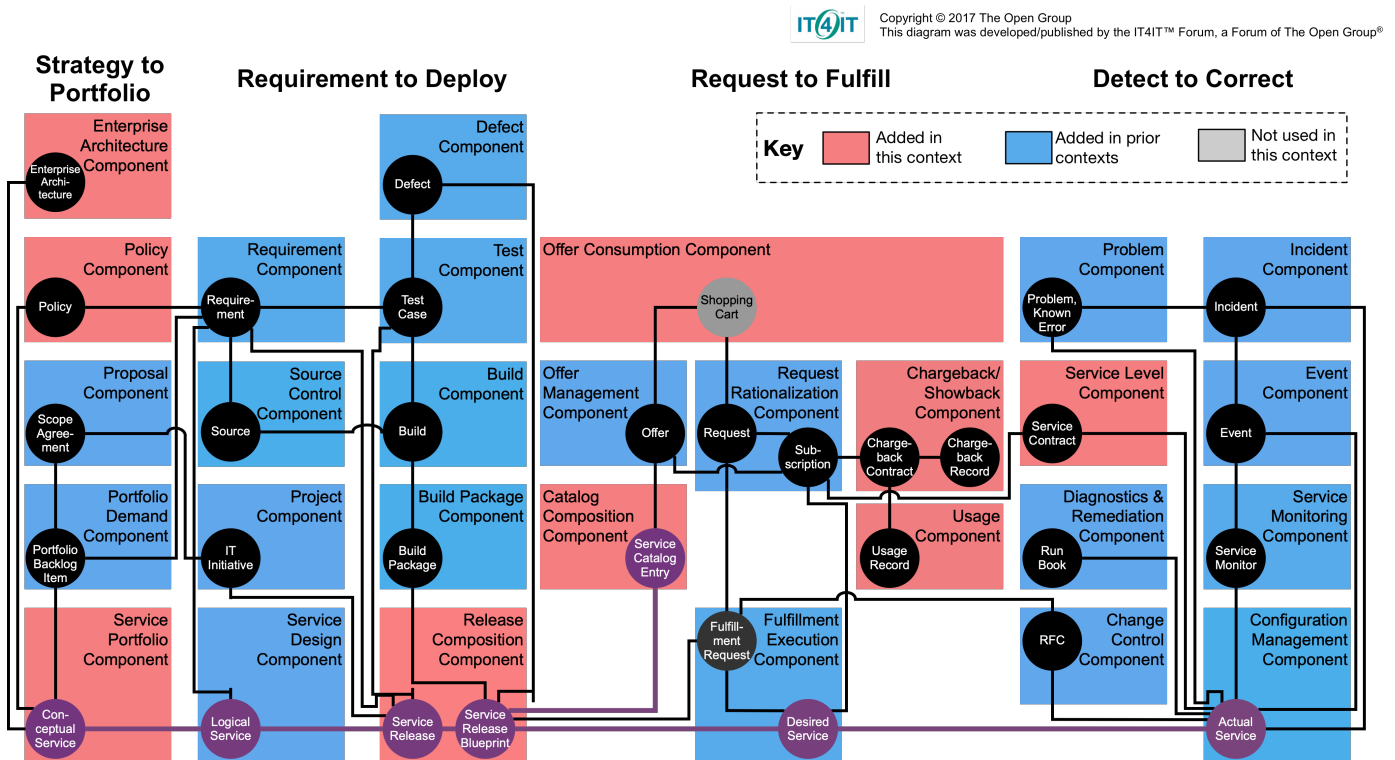 IT4IT
Copyright © 2017 The Open Group
This diagram was developed/published by the IT4IT™ Forum, a Forum of The Open Group®
Strategy to
Portfolio
Requirement to Deploy
Request to Fulfill
Detect to Correct
Key
Added in
this context
Added in prior
contexts
Not used in
this context
Enterprise
Architecture
Component
Enterprise
Archi-
tecture
Defect
Component
Defect
Policy
Component
Policy
Requirement
Component
Require-
ment
Test
Component
Test
Case
Offer Consumption Component
Shopping
Cart
Problem
Component
Problem,
Known
Error
Incident
Component
Incident
Proposal
Component
Scope
Agree-
ment
Source
Control
Component
Source
Build
Component
Build
Offer
Management
Component
Offer
Request
Rationalization
Component
Request
Sub-
scription
Chargeback/
Showback
Component
Charge-
back
Contract
Charge-
back
Record
Service Level
Component
Service
Contract
Event
Component
Event
Portfolio
Demand
Component
Portfolio
Backlog
Item
Project
Component
IT
Initiative
Build Package
Component
Build
Package
Catalog
Composition
Component
Service
Catalog
Entry
Usage
Component
Usage
Record
Diagnostics &
Remediation
Component
Run
Book
Service
Monitoring
Component
Service
Monitor
Service
Portfolio
Component
Con-
ceptual
Service
Service
Design
Component
Logical
Service
Release
Composition
Component
Service
Release
Service
Release
Blueprint
Fulfillment
Execution
Component
Fulfill-
ment
Request
Desired
Service
Change
Control
Component
RFC
Configuration
Management
Component
Actual
Service